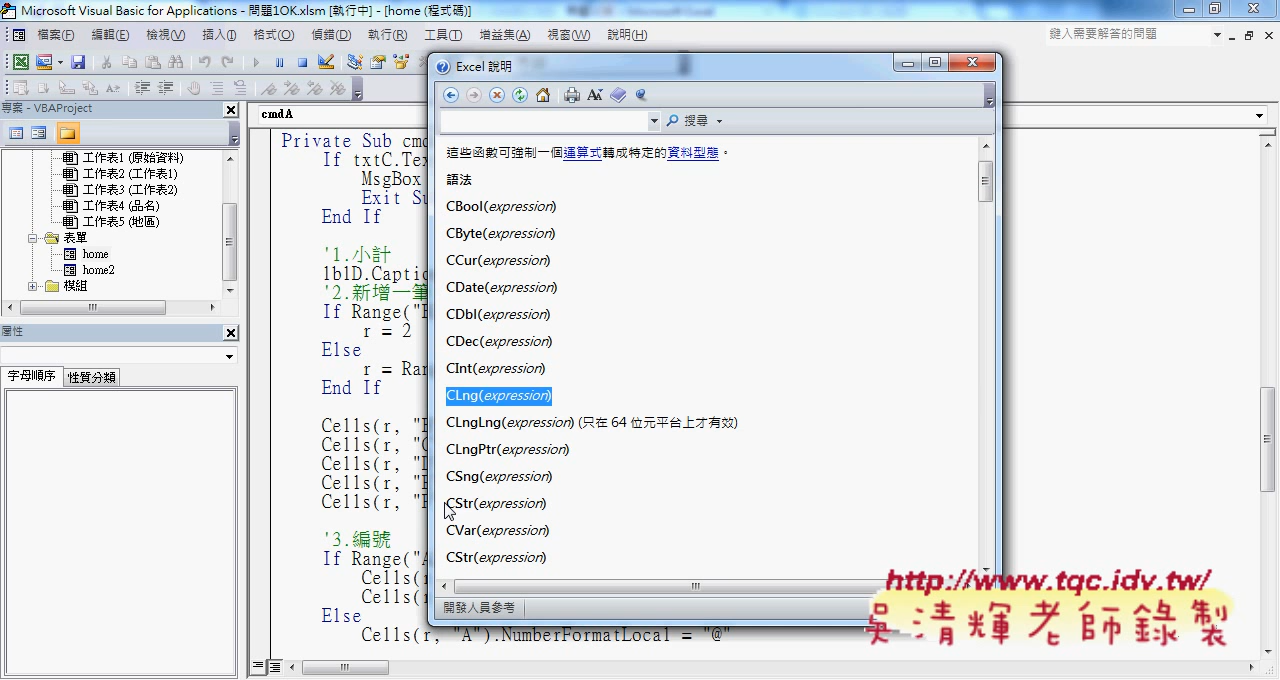 Microsoft Visual Basic for Applications - 問題1OK.xlsm [執行中] - [home (程式碼)]
檔案(F) 編輯(E) 檢視(V) 插入(I) 格式(O) 偵錯(D) 執行(R) 工具(T) 增益集(A) 視窗(W) 說明(H) 鍵入需要解答的問題
專案 - VBAProject
工作表1 (原始資料)
工作表2 (工作表1)
工作表3 (工作表2)
工作表4 (品名)
工作表5 (地區)
表單
home
home2
模組
屬性
字母順序 性質分類
cmdA
Private Sub cmd
If txtC.Tex
MsgBox
Exit Su
End If
'1.小計
lblD.Captio
'2.新增一筆
If Range("
r = 2
Else
r = Ran
End If
Cells(r, "
Cells(r, "
Cells(r, "
Cells(r, "
Cells(r, "
'3.編號
If Range("A
Cells(r
Cells(r
Else
Cells(r, "A").NumberFormatLocal = "@"
Excel 說明
搜尋
這些函數可強制一個運算式轉成特定的資料型態。
語法
CBool(expression)
CByte(expression)
CCur(expression)
CDate(expression)
CDbl(expression)
CDec(expression)
CInt(expression)
CLng(expression)
CLngLng(expression) (只在 64 位元平台上才有效)
CLngPtr(expression)
CSng(expression)
CStr(expression)
CVar(expression)
CStr(expression)
開發人員參考
http://www.tqc.idv.tw/
吳清輝老師錄製